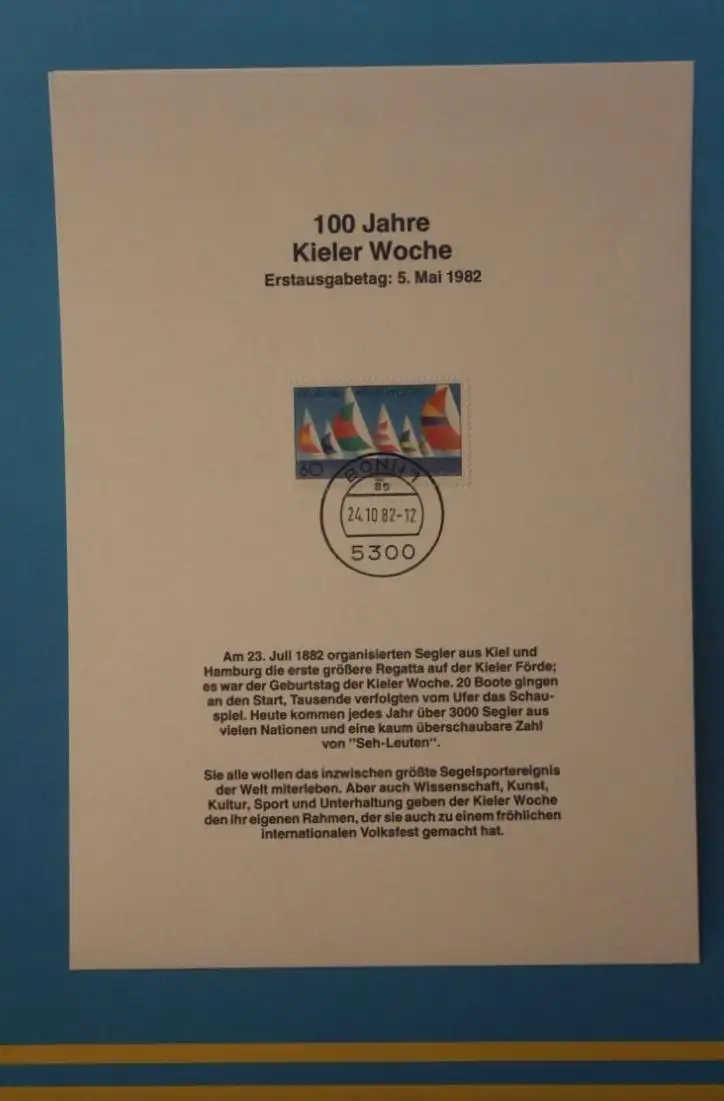 100 Jahre
Kieler Woche
Erstausgabetag: 5. Mai 1982
60
BONN 1
24.10.82-12
5300
Am 23. Juli 1882 organisierten Segler aus Kiel und
Hamburg die erste größere Regatta auf der Kieler Förde;
es war der Geburtstag der Kieler Woche. 20 Boote gingen
an den Start, Tausende verfolgten vom Ufer das Schau-
spiel. Heute kommen jedes Jahr über 3000 Segler aus
vielen Nationen und eine kaum überschaubare Zahl
von "Seh-Leuten".
Sie alle wollen das inzwischen größte Segelsportereignis
der Welt miterleben. Aber auch Wissenschaft, Kunst,
Kultur, Sport und Unterhaltung geben der Kieler Woche
den ihr eigenen Rahmen, der sie auch zu einem fröhlichen
internationalen Volksfest gemacht hat.